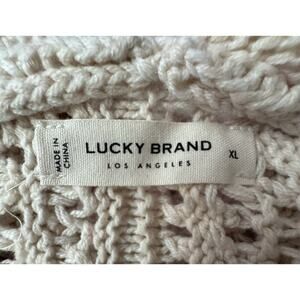 MADE IN
CHINA
LUCKY BRAND
LOS ANGELES
XL